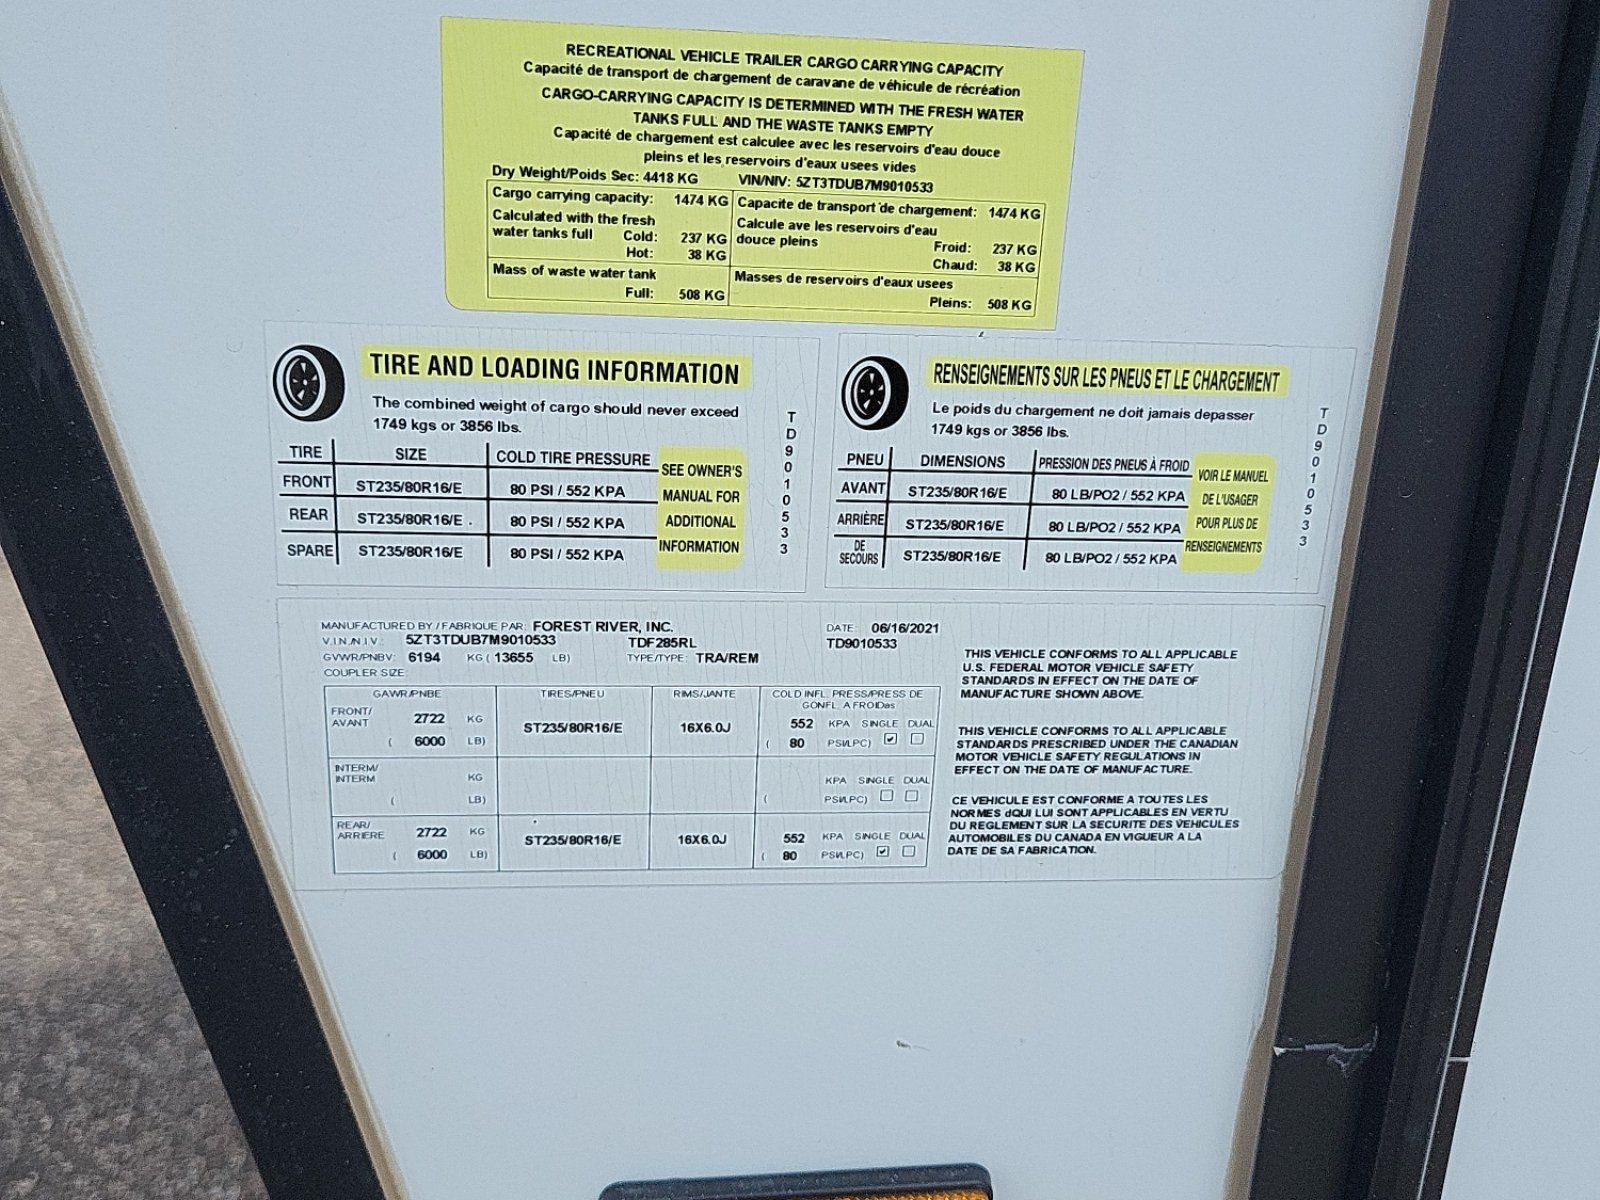 RECREATIONAL VEHICLE TRAILER CARGO CARRYING CAPACITY
Capacité de transport de chargement de caravane de véhicule de récréation
CARGO-CARRYING CAPACITY IS DETERMINED WITH THE FRESH WATER
TANKS FULL AND THE WASTE TANKS EMPTY
Capacité de chargement est calculee avec les reservoirs d'eau douce
pleins et les reservoirs d'eaux usees vides
Dry Weight/Poids Sec: 4418 KG VIN/NIV: 5ZT3TDUB7M9010533
Cargo carrying capacity: 1474 KG
Calculated with the fresh
water tanks full Cold: 237 KG
Hot: 38 KG
Mass of waste water tank
Full: 508 KG
Capacite de transport de chargement: 1474 KG
Calcule ave les reservoirs d'eau
douce pleins
Froid: 237 KG
Chaud: 38 KG
Masses de reservoirs d'eaux usees
Pleins: 508 KG
TIRE AND LOADING INFORMATION
The combined weight of cargo should never exceed
1749 kgs or 3856 lbs.
TIRE SIZE COLD TIRE PRESSURE
FRONT ST235/80R16/E 80 PSI / 552 KPA
REAR ST235/80R16/E . 80 PSI / 552 KPA
SPARE ST235/80R16/E 80 PSI / 552 KPA
SEE OWNER'S
MANUAL FOR
ADDITIONAL
INFORMATION
TD9010533
RENSEIGNEMENTS SUR LES PNEUS ET LE CHARGEMENT
Le poids du chargement ne doit jamais depasser
1749 kgs or 3856 lbs.
PNEU DIMENSIONS PRESSION DES PNEUS À FROID
AVANT ST235/80R16/E 80 LB/PO2 / 552 KPA
ARRIÈRE ST235/80R16/E 80 LB/PO2 / 552 KPA
DE
SECOURS ST235/80R16/E 80 LB/PO2 / 552 KPA
VOIR LE MANUEL
DE L'USAGER
POUR PLUS DE
RENSEIGNEMENTS
TD9010533
MANUFACTURED BY / FABRIQUE PAR: FOREST RIVER, INC. DATE: 06/16/2021
V.I.N./N.I.V.: 5ZT3TDUB7M9010533 TDF285RL TD9010533
GVWR/PNBV: 6194 KG ( 13655 LB) TYPE/TYPE: TRA/REM
COUPLER SIZE:
GAWR/PNBE TIRES/PNEU RIMS/JANTE COLD INFL. PRESS/PRESS DE
GONFL. A FROIDas
FRONT/
AVANT 2722 KG ST235/80R16/E 16X6.0J 552 KPA SINGLE DUAL
( 6000 LB) ( 80 PSI/LPC) ✔
INTERM/
INTERM KG KPA SINGLE DUAL
( LB) ( PSI/LPC)
REAR/
ARRIERE 2722 KG ST235/80R16/E 16X6.0J 552 KPA SINGLE DUAL
( 6000 LB) ( 80 PSI/LPC) ✔
THIS VEHICLE CONFORMS TO ALL APPLICABLE
U.S. FEDERAL MOTOR VEHICLE SAFETY
STANDARDS IN EFFECT ON THE DATE OF
MANUFACTURE SHOWN ABOVE.
THIS VEHICLE CONFORMS TO ALL APPLICABLE
STANDARDS PRESCRIBED UNDER THE CANADIAN
MOTOR VEHICLE SAFETY REGULATIONS IN
EFFECT ON THE DATE OF MANUFACTURE.
CE VEHICULE EST CONFORME A TOUTES LES
NORMES dQUI LUI SONT APPLICABLES EN VERTU
DU REGLEMENT SUR LA SECURITE DES VEHICULES
AUTOMOBILES DU CANADA EN VIGUEUR A LA
DATE DE SA FABRICATION.